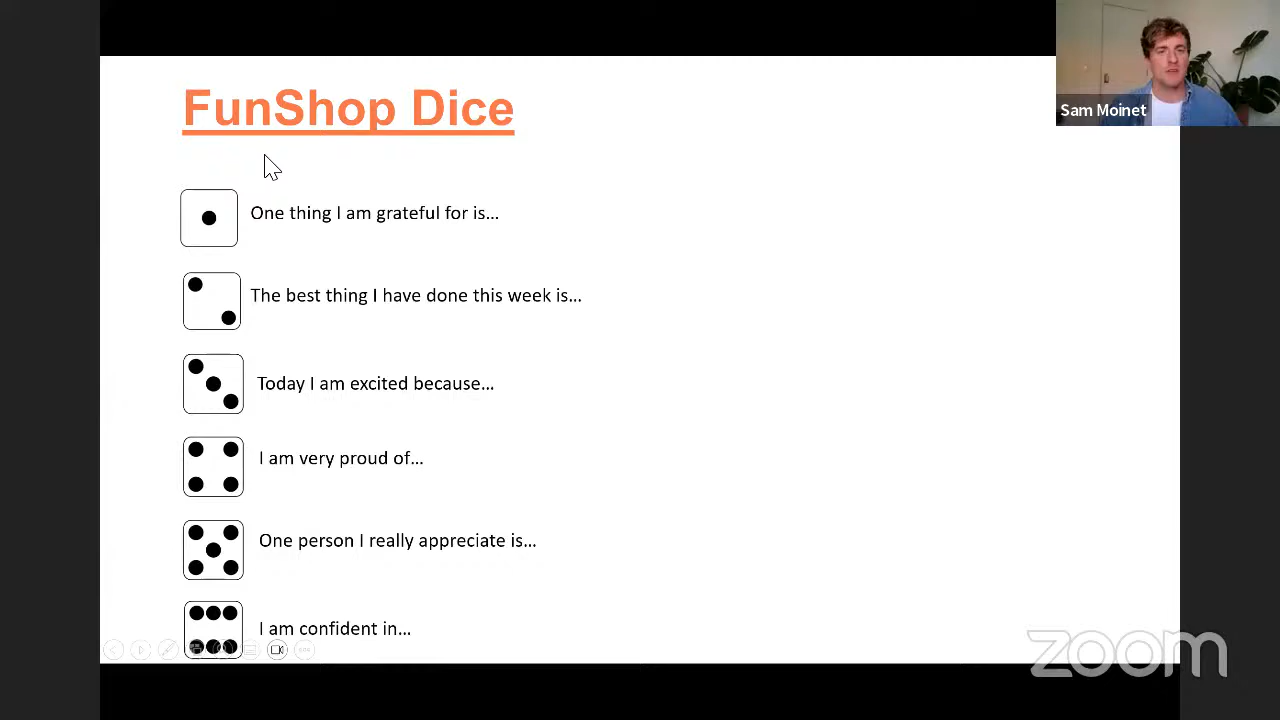 FunShop Dice
Sam Moinet
One thing I am grateful for is...
The best thing I have done this week is...
Today I am excited because...
I am very proud of...
One person I really appreciate is...
I am confident in...
zoom